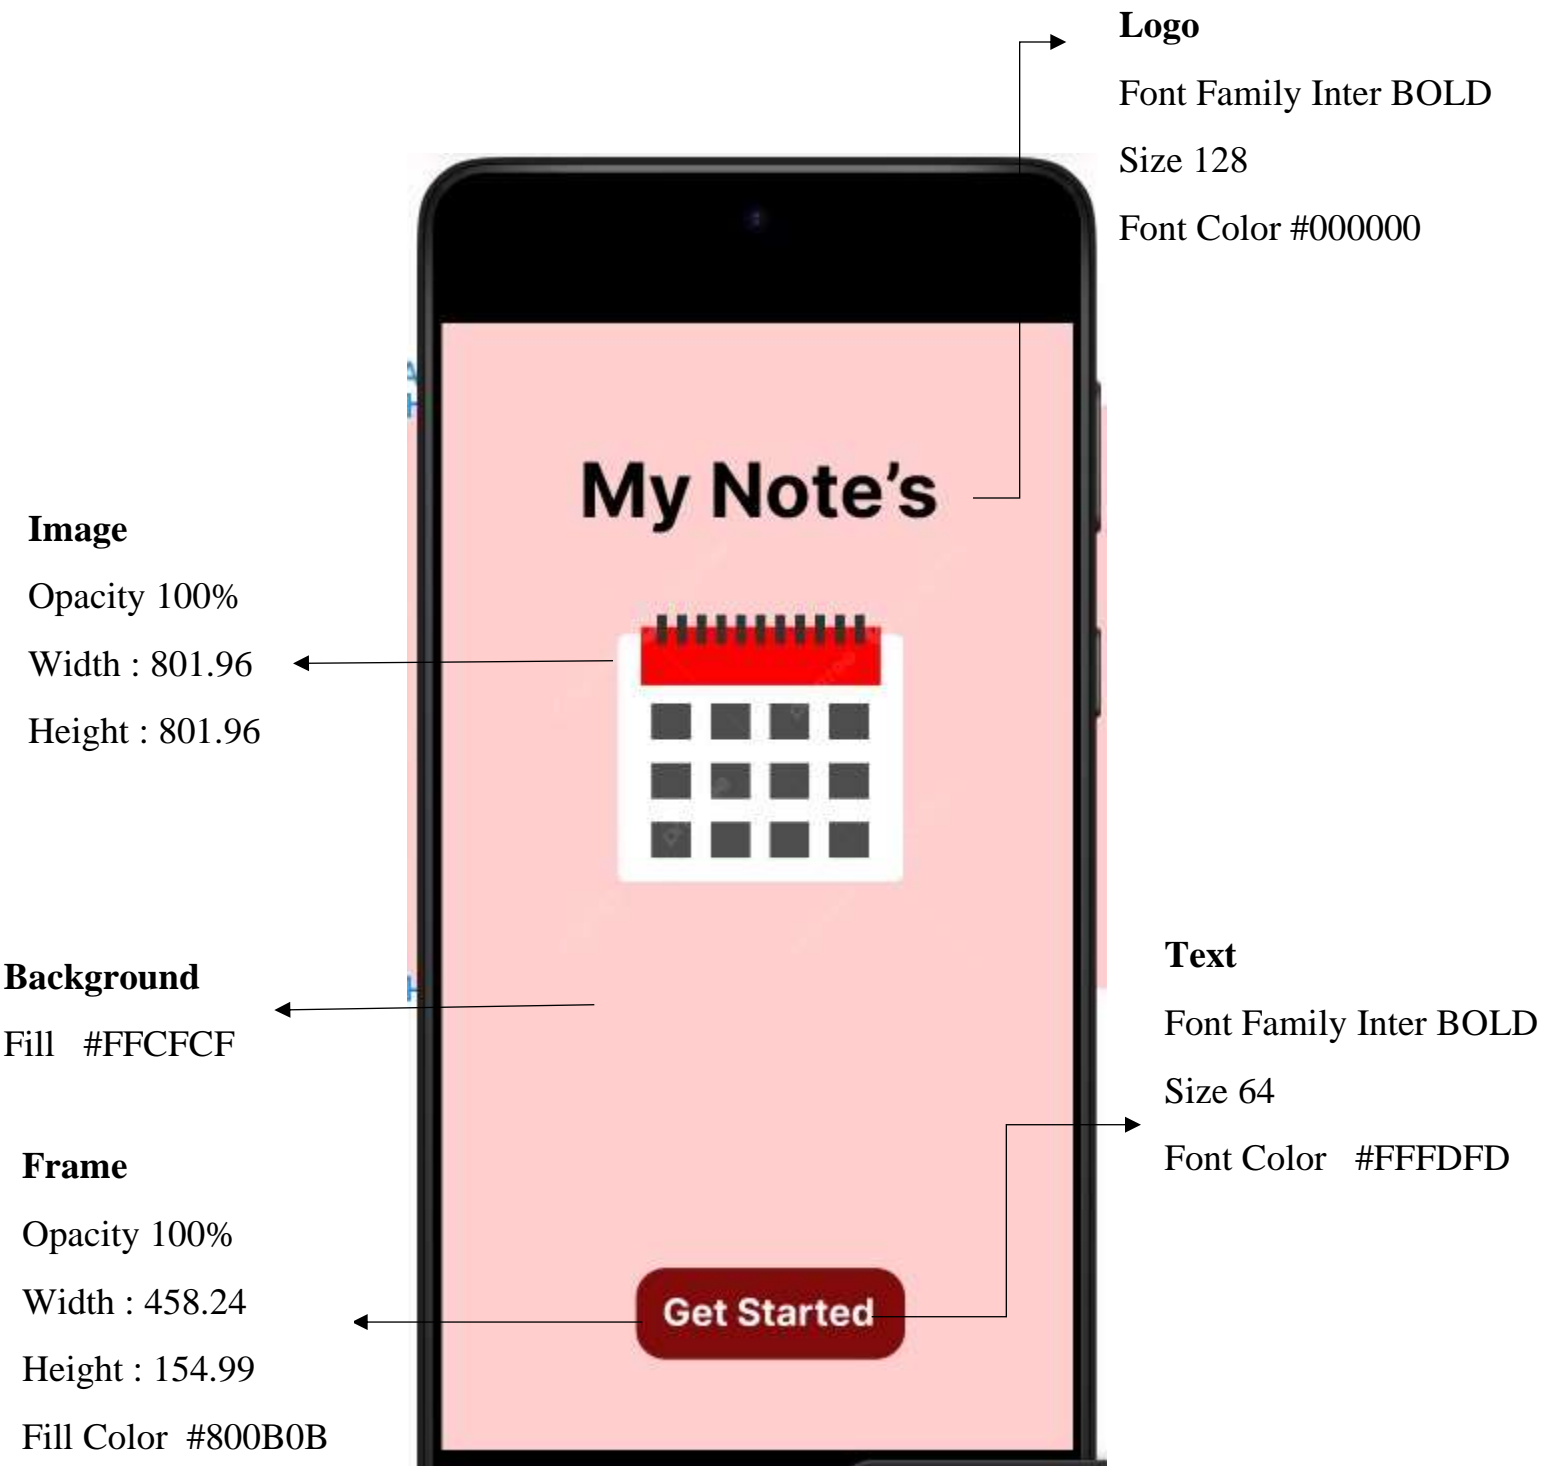 Logo
Font Family Inter BOLD
Size 128
Font Color #000000
My Note’s
Image
Opacity 100%
Width : 801.96
Height : 801.96
Background
Fill #FFCFCF
Text
Font Family Inter BOLD
Size 64
Font Color #FFFDFD
Frame
Opacity 100%
Width : 458.24
Height : 154.99
Fill Color #800B0B
Get Started